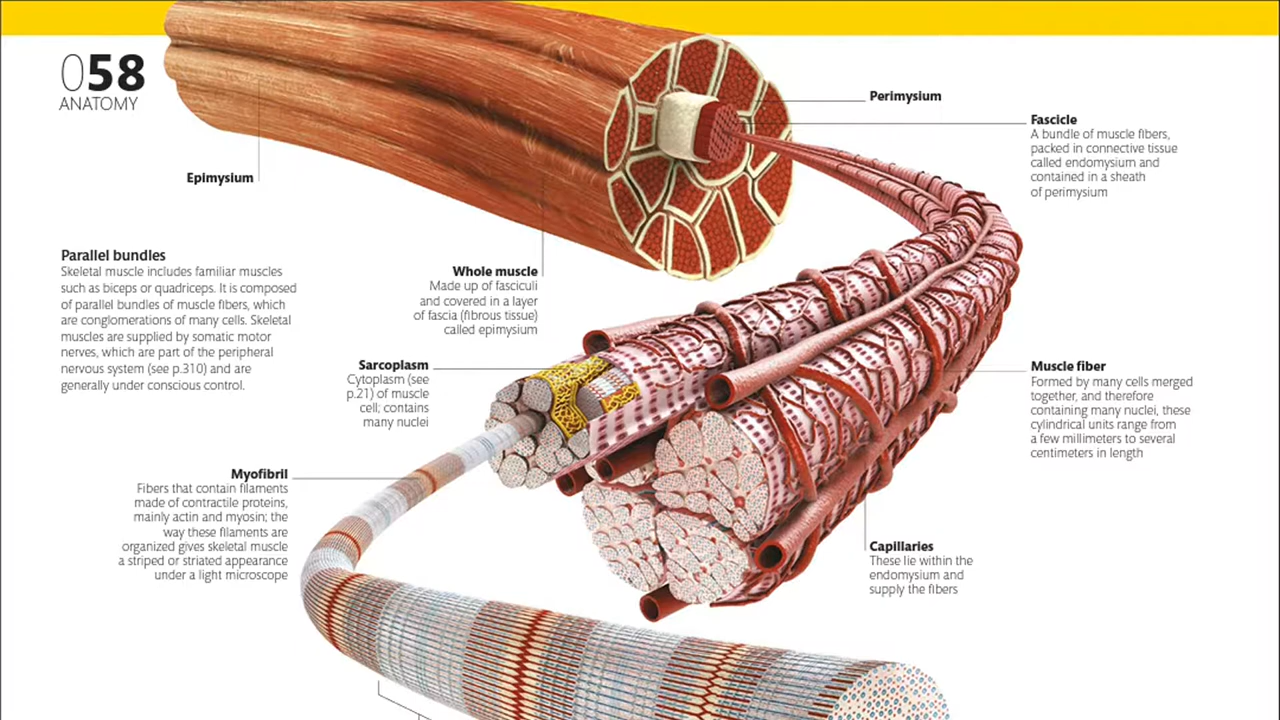 058
ANATOMY
Perimysium
Fascicle
A bundle of muscle fibers,
packed in connective tissue
called endomysium and
contained in a sheath
of perimysium
Epimysium
Parallel bundles
Skeletal muscle includes familiar muscles
such as biceps or quadriceps. It is composed
of parallel bundles of muscle fibers, which
are conglomerations of many cells. Skeletal
muscles are supplied by somatic motor
nerves, which are part of the peripheral
nervous system (see p.310) and are
generally under conscious control.
Whole muscle
Made up of fasciculi
and covered in a layer
of fascia (fibrous tissue)
called epimysium
Sarcoplasm
Cytoplasm (see
p.21) of muscle
cell; contains
many nuclei
Muscle fiber
Formed by many cells merged
together, and therefore
containing many nuclei, these
cylindrical units range from
a few millimeters to several
centimeters in length
Myofibril
Fibers that contain filaments
made of contractile proteins,
mainly actin and myosin; the
way these filaments are
organized gives skeletal muscle
a striped or striated appearance
under a light microscope
Capillaries
These lie within the
endomysium and
supply the fibers